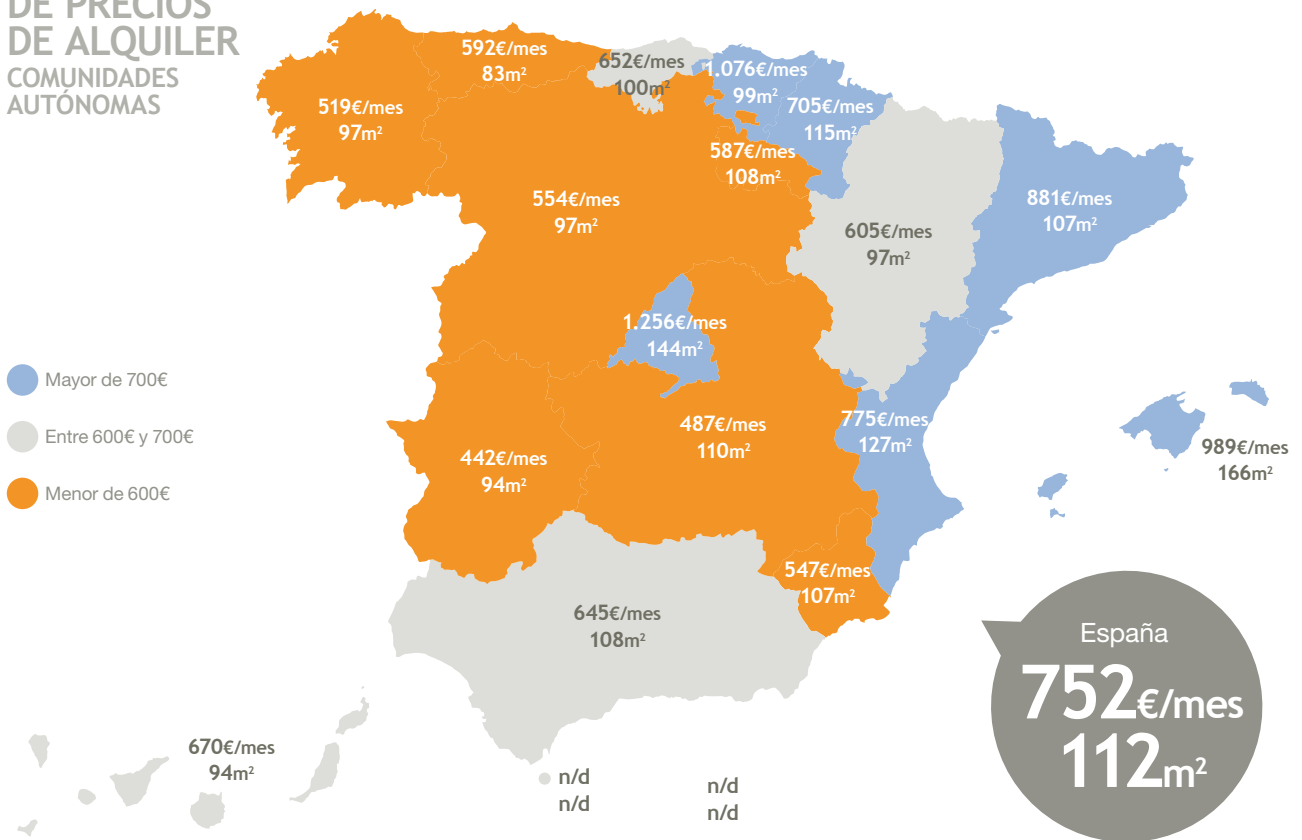 DE PRECIOS
DE ALQUILER
COMUNIDADES
AUTÓNOMAS
592€/mes
83m²
652€/mes
100m²
1.076€/mes
99m²
705€/mes
115m²
519€/mes
97m²
587€/mes
108m²
554€/mes
97m²
605€/mes
97m²
881€/mes
107m²
1.256€/mes
144m²
Mayor de 700€
Entre 600€ y 700€
Menor de 600€
442€/mes
94m²
487€/mes
110m²
775€/mes
127m²
989€/mes
166m²
547€/mes
107m²
645€/mes
108m²
670€/mes
94m²
n/d
n/d
n/d
n/d
España
752€/mes
112m²